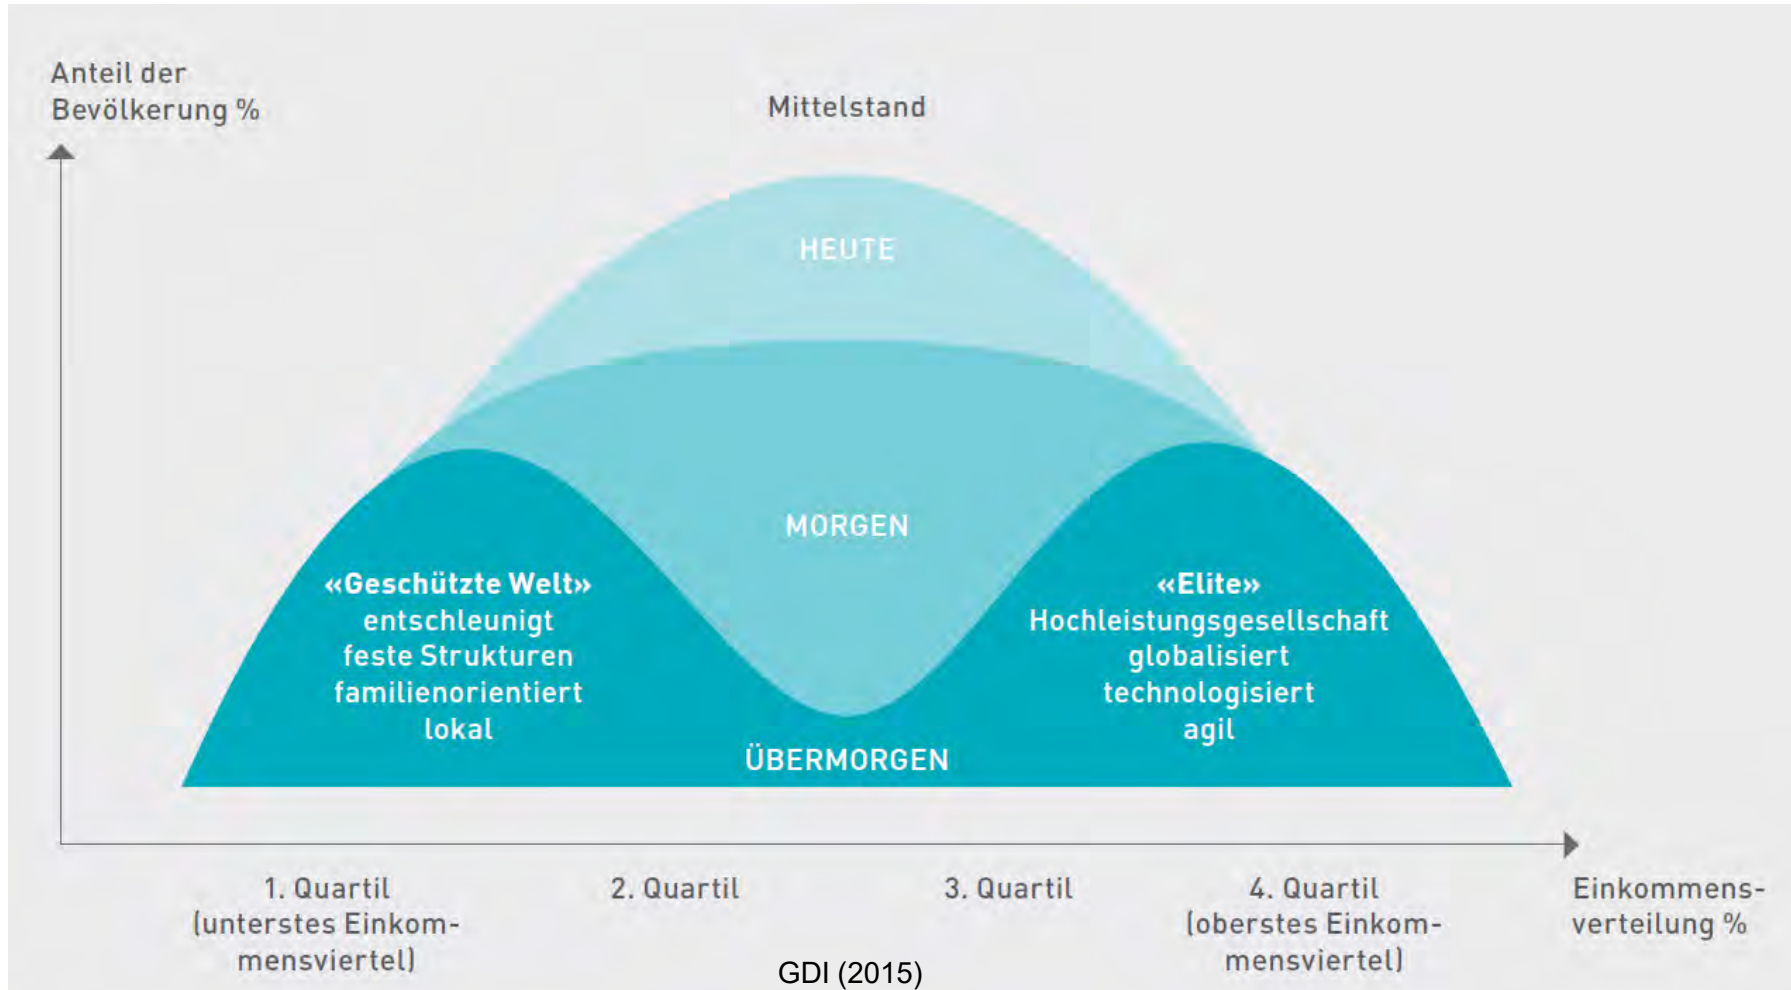 Anteil der
Bevölkerung %
Mittelstand
HEUTE
MORGEN
«Geschützte Welt»
entschleunigt
feste Strukturen
familienorientiert
lokal
«Elite»
Hochleistungsgesellschaft
globalisiert
technologisiert
agil
ÜBERMORGEN
1. Quartil
(unterstes Einkom-
mensviertel)
2. Quartil
3. Quartil
4. Quartil
(oberstes Einkom-
mensviertel)
Einkommens-
verteilung %
GDI (2015)